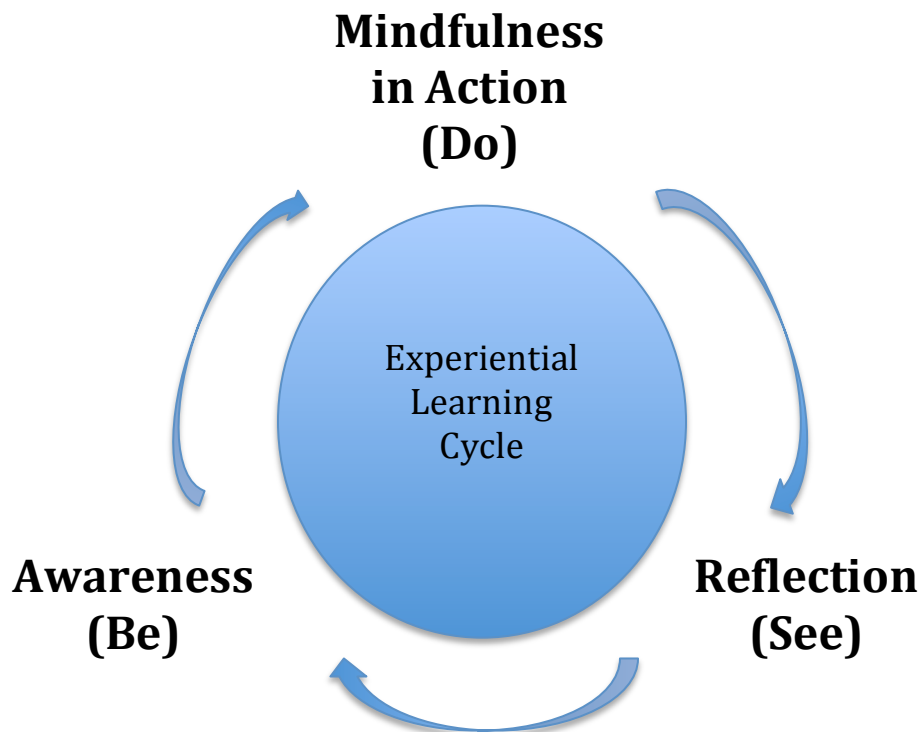 Mindfulness
in Action
(Do)
Experiential
Learning
Cycle
Awareness
(Be)
Reflection
(See)